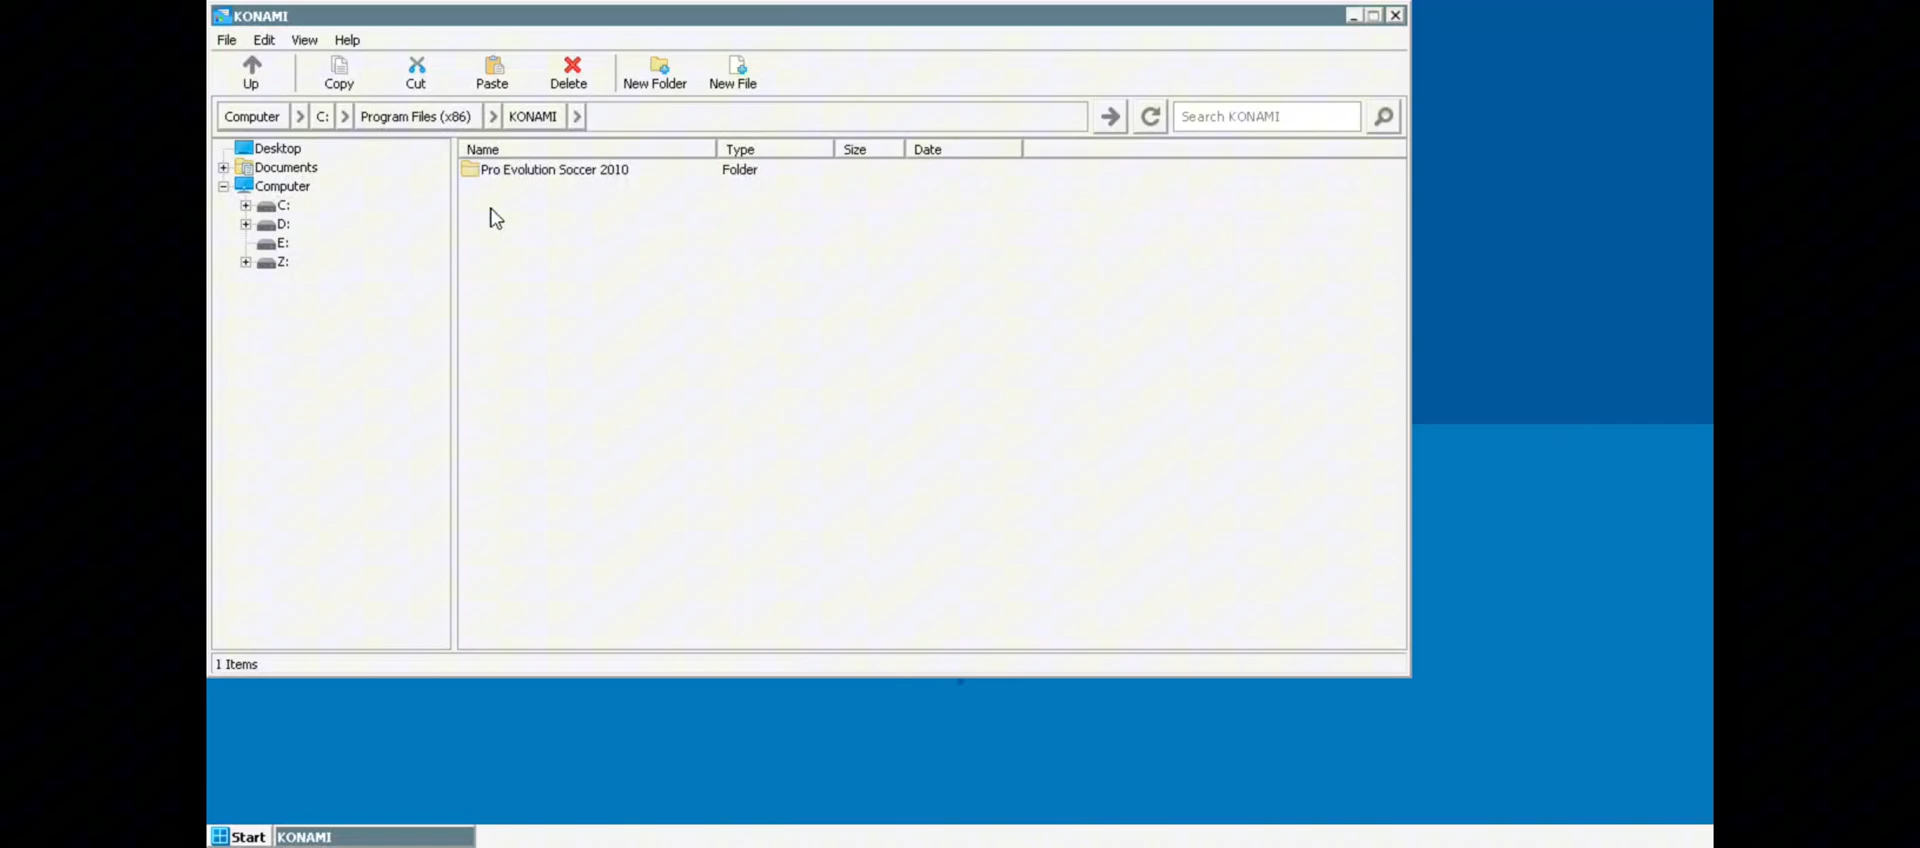 KONAMI
File Edit View Help
Up Copy Cut Paste Delete New Folder New File
Computer C: Program Files (x86) KONAMI Search KONAMI
Desktop
Documents
Computer
C:
D:
E:
Z:
Name Type Size Date
Pro Evolution Soccer 2010 Folder
1 Items
Start KONAMI